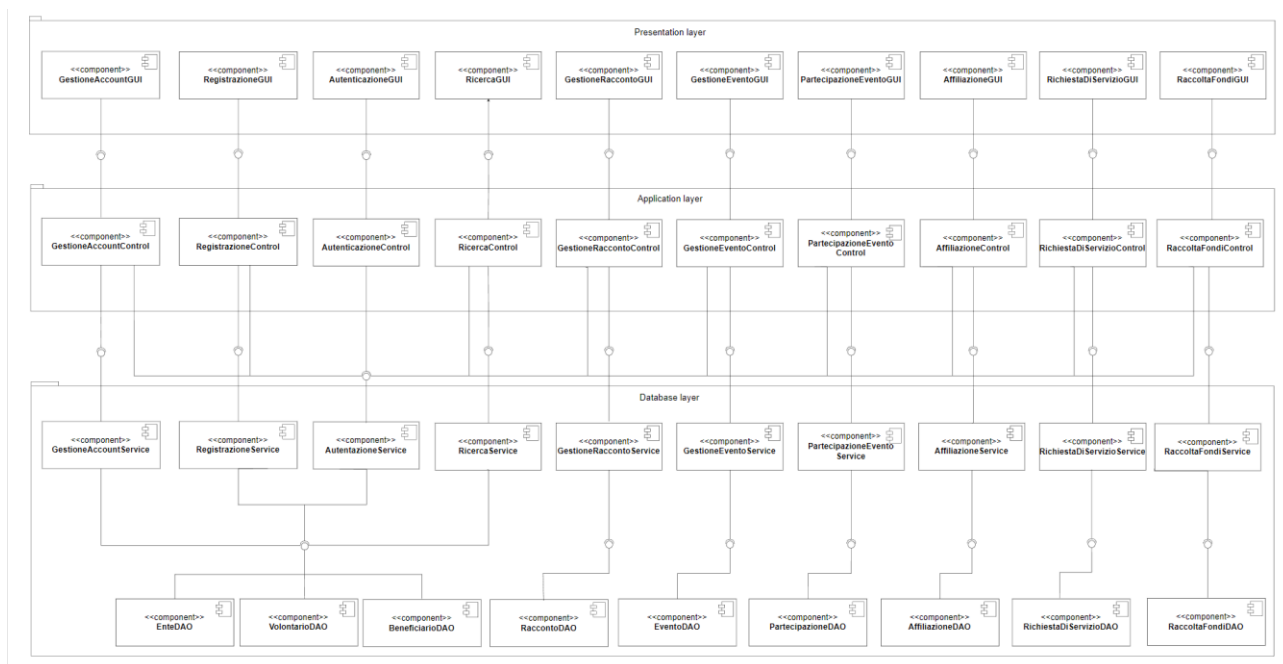 Presentation layer
<<component>>
GestioneAccountGUI
<<component>>
RegistrazioneGUI
<<component>>
AutenticazioneGUI
<<component>>
RicercaGUI
<<component>>
GestioneRaccontoGUI
<<component>>
GestioneEventoGUI
<<component>>
PartecipazioneEventoGUI
<<component>>
AffiliazioneGUI
<<component>>
RichiestaDiServizioGUI
<<component>>
RaccoltaFondiGUI
Application layer
<<component>>
GestioneAccountControl
<<component>>
RegistrazioneControl
<<component>>
AutenticazioneControl
<<component>>
RicercaControl
<<component>>
GestioneRaccontoControl
<<component>>
GestioneEventoControl
<<component>>
PartecipazioneEvento
Control
<<component>>
AffiliazioneControl
<<component>>
RichiestaDiServizioControl
<<component>>
RaccoltaFondiControl
Database layer
<<component>>
GestioneAccountService
<<component>>
RegistrazioneService
<<component>>
AutentazioneService
<<component>>
RicercaService
<<component>>
GestioneRaccontoService
<<component>>
GestioneEventoService
<<component>>
PartecipazioneEvento
Service
<<component>>
AffiliazioneService
<<component>>
RichiestaDiServizioService
<<component>>
RaccoltaFondiService
<<component>>
EnteDAO
<<component>>
VolontarioDAO
<<component>>
BeneficiarioDAO
<<component>>
RaccontoDAO
<<component>>
EventoDAO
<<component>>
PartecipazioneDAO
<<component>>
AffiliazioneDAO
<<component>>
RichiestaDiServizioDAO
<<component>>
RaccoltaFondiDAO